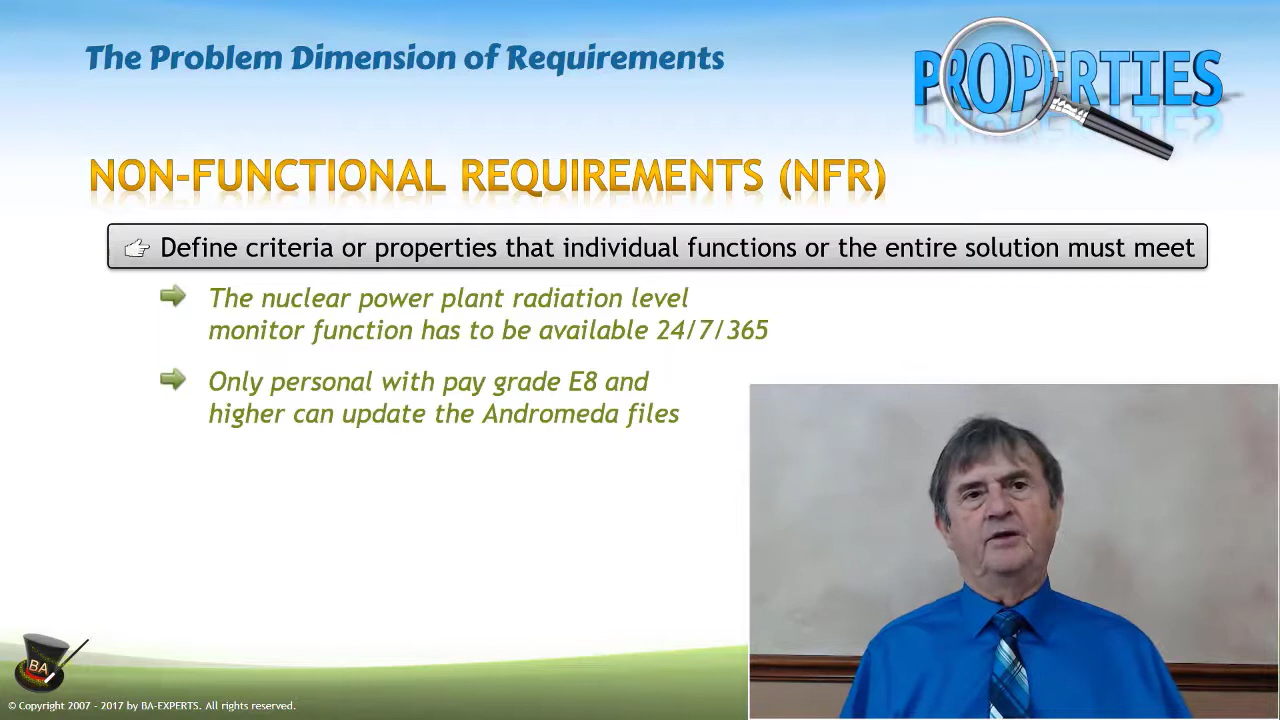 The Problem Dimension of Requirements
PROPERTIES
NON-FUNCTIONAL REQUIREMENTS (NFR)
Define criteria or properties that individual functions or the entire solution must meet
The nuclear power plant radiation level
monitor function has to be available 24/7/365
Only personal with pay grade E8 and
higher can update the Andromeda files
BA
© Copyright 2007 - 2017 by BA-EXPERTS. All rights reserved.